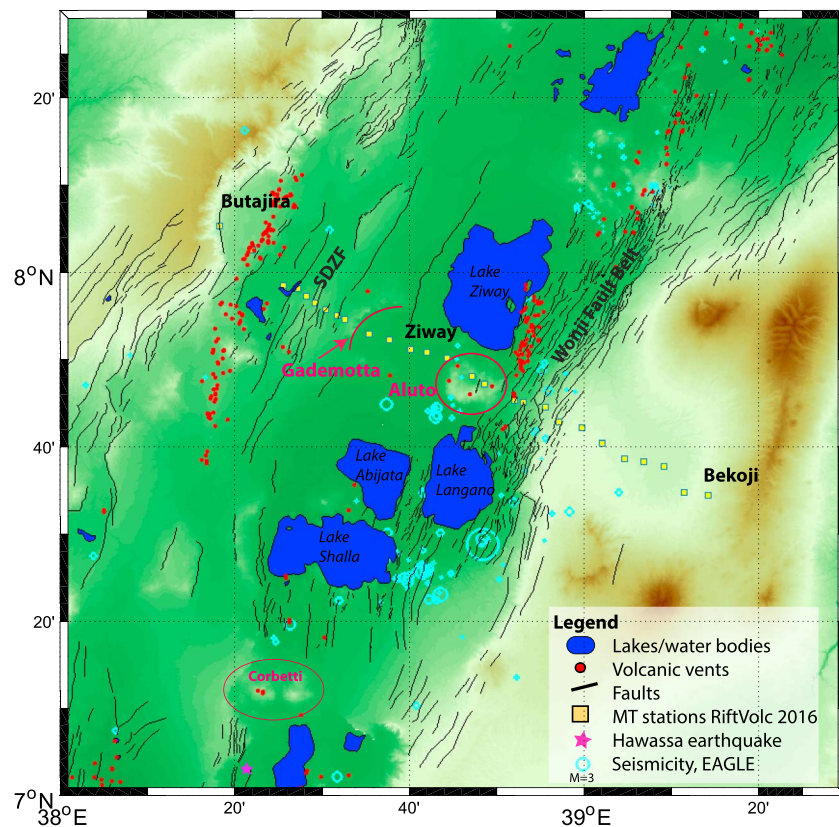 20'
Butajira
8°N
SDZF
Lake
Ziway
Wonji Fault Belt
Ziway
Gademotta
Aluto
40'
Lake
Abijata
Lake
Langano
Bekoji
Lake
Shalla
20'
Corbetti
Legend
Lakes/water bodies
Volcanic vents
Faults
MT stations RiftVolc 2016
Hawassa earthquake
Seismicity, EAGLE
M=3
7°N
38°E
20'
40'
39°E
20'